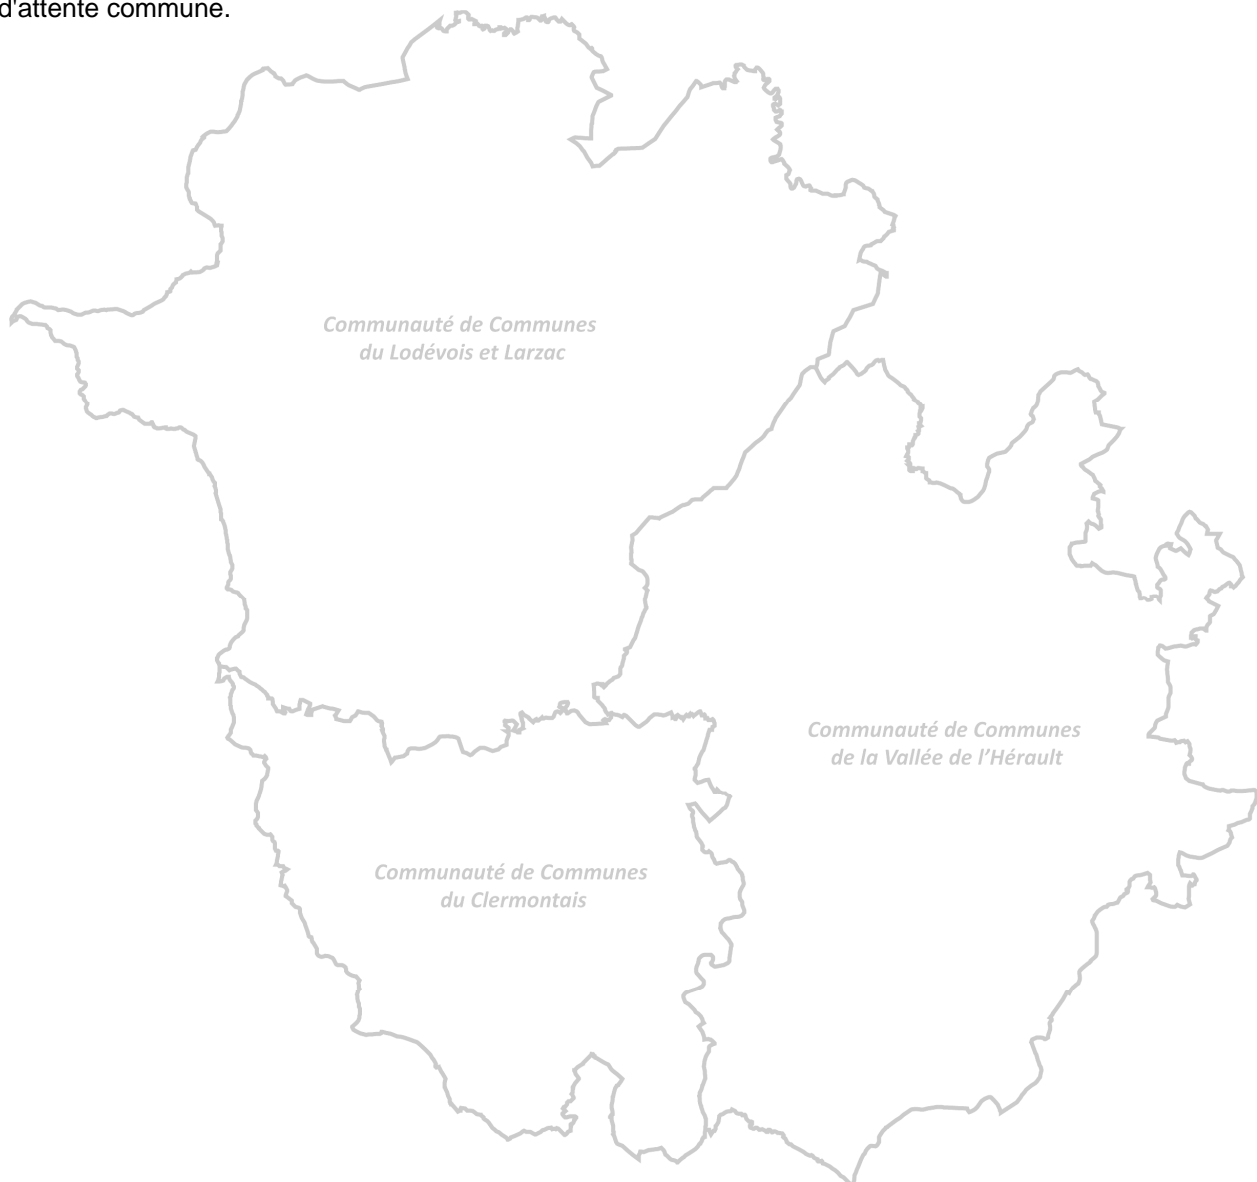 d'attente commune.
Communauté de Communes
du Lodévois et Larzac
Communauté de Communes
de la Vallée de l’Hérault
Communauté de Communes
du Clermontais